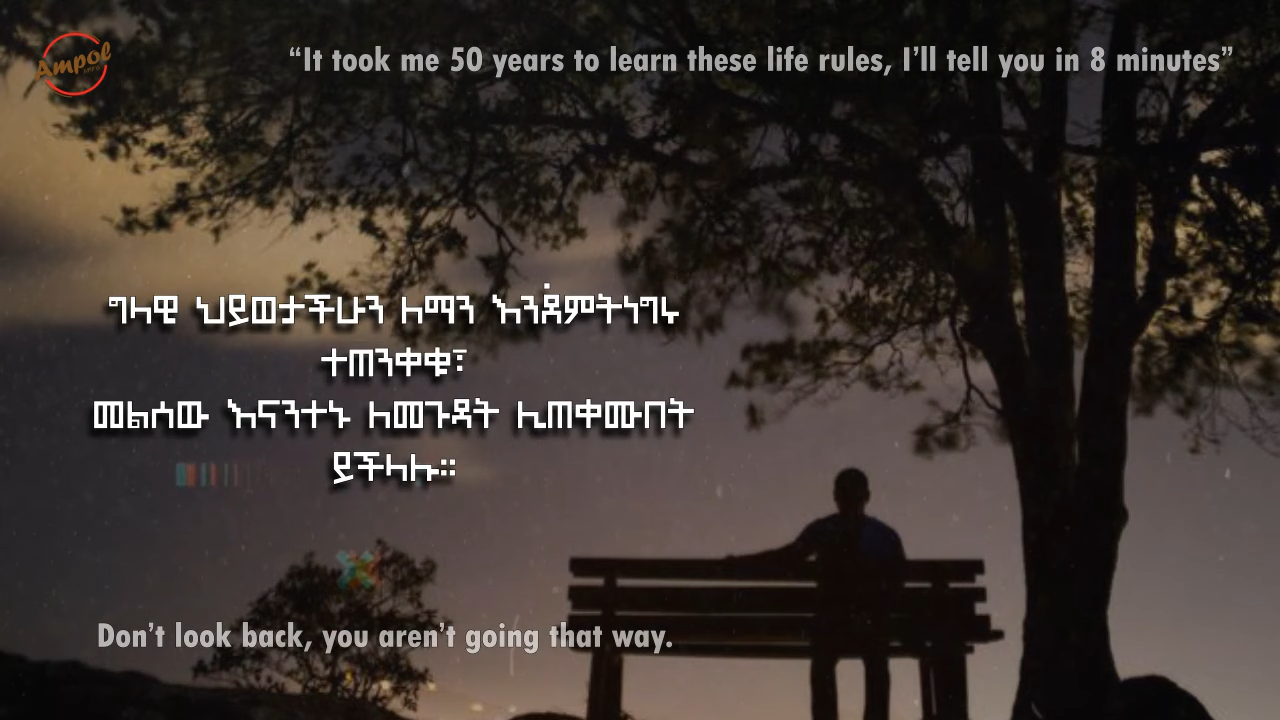 Ampol
“It took me 50 years to learn these life rules, I’ll tell you in 8 minutes”
ግላዊ ህይወታችሁን ለማን እንደምትነግሩ
ተጠንቀቁ፣
መልሰው እናንተኑ ለመጉዳት ሊጠቀሙበት
ይችላሉ።
Don’t look back, you aren’t going that way.